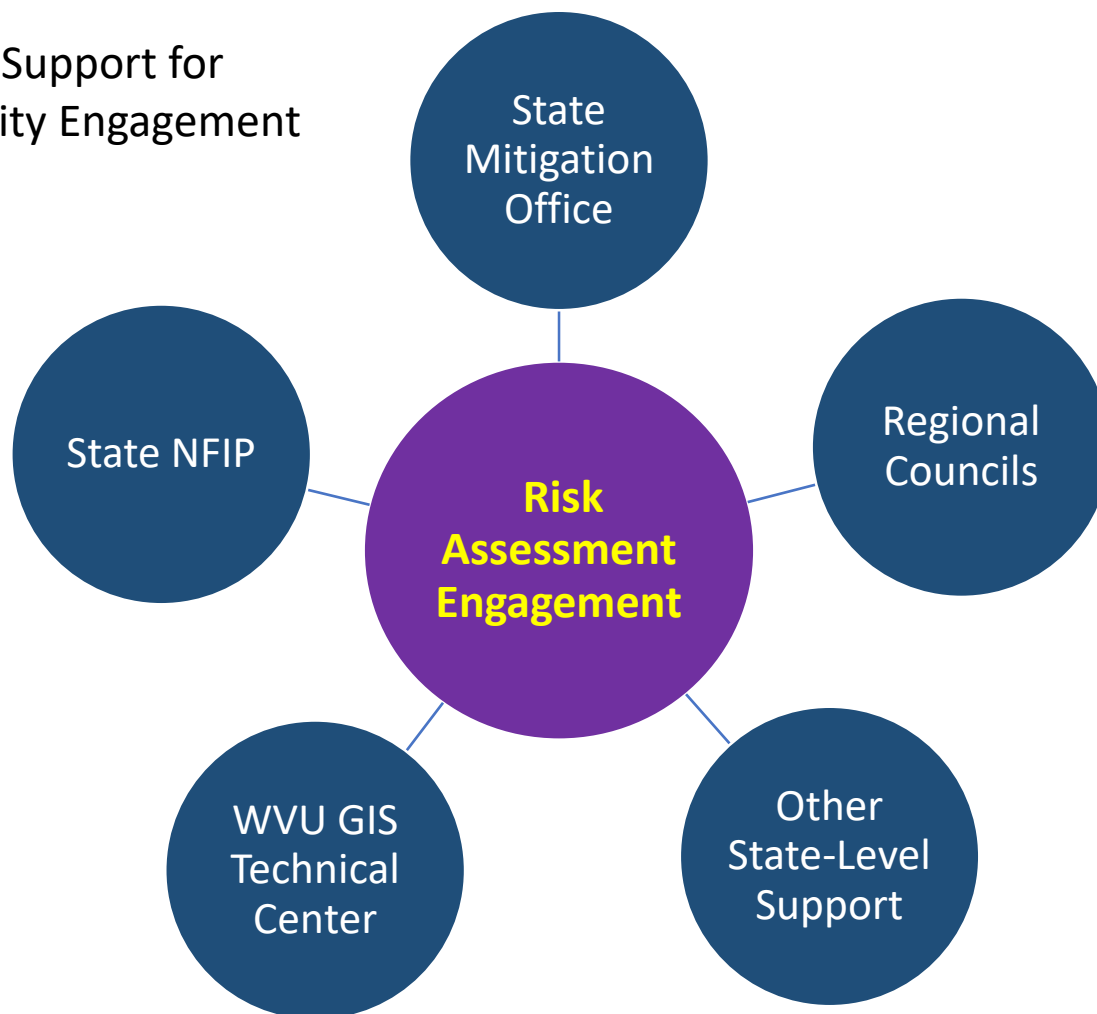 Support for
ity Engagement
State
Mitigation
Office
State NFIP
Regional
Councils
Risk
Assessment
Engagement
WVU GIS
Technical
Center
Other
State-Level
Support